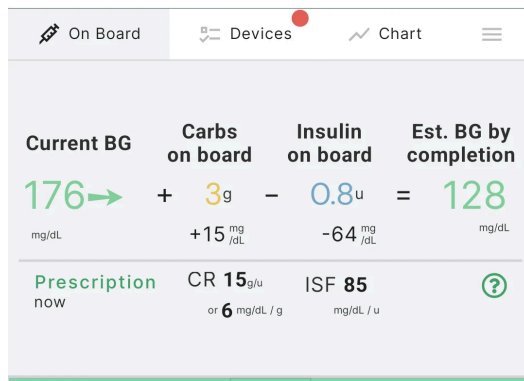 On Board
Devices
Chart
Current BG
Carbs on board
Insulin on board
Est. BG by completion
176 + 3g - 0.8u = 128
mg/dL
+15 mg/dL
-64 mg/dL
mg/dL
Prescription
now
CR 15g/u
or 6 mg/dL / g
ISF 85
mg/dL / u
?